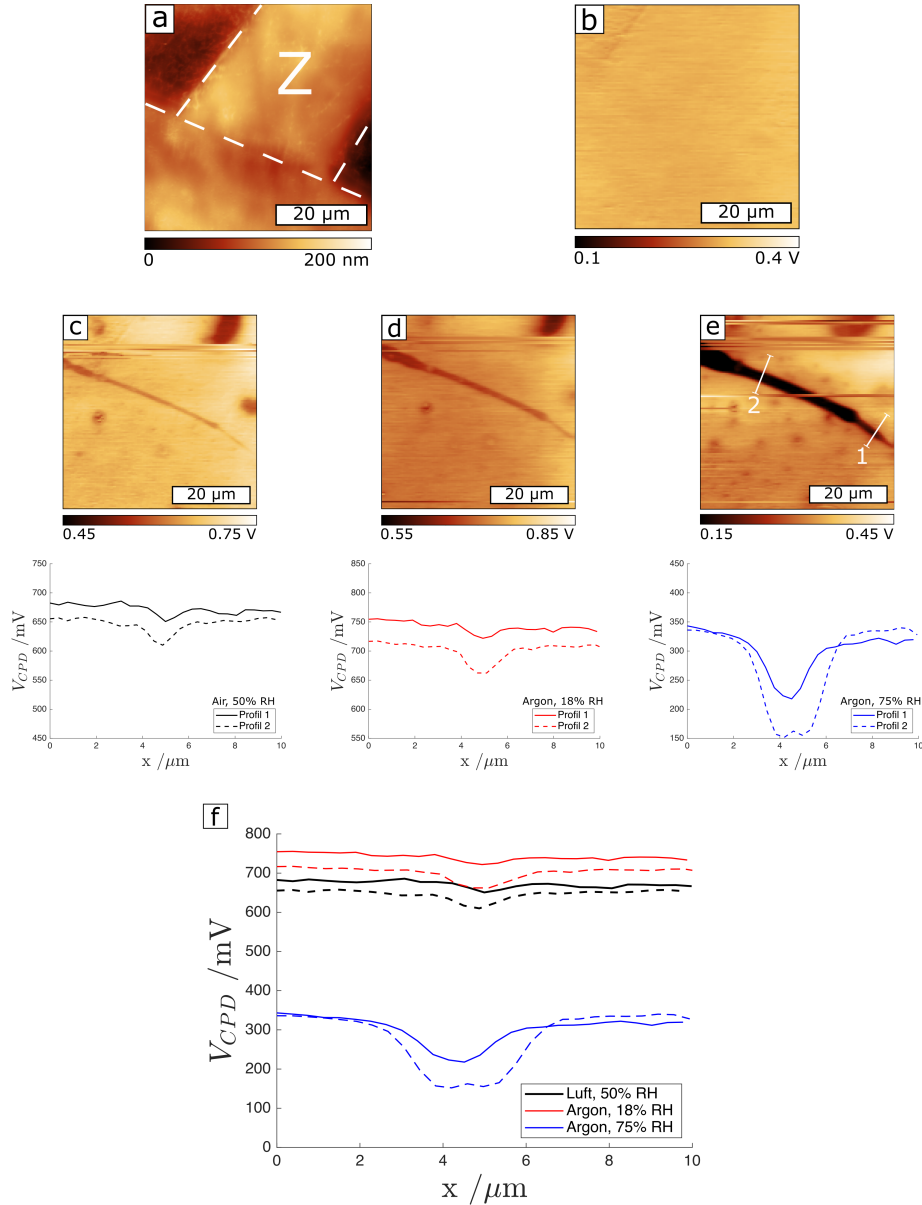 a
Z
20 µm
0 200 nm
b
20 µm
0.1 0.4 V
c
20 µm
0.45 0.75 V
d
20 µm
0.55 0.85 V
e
2
1
20 µm
0.15 0.45 V
750
700
650
600
550
500
450
V_CPD /mV
0 2 4 6 8 10
x /µm
Air, 50% RH
Profil 1
Profil 2
850
800
750
700
650
600
550
V_CPD /mV
0 2 4 6 8 10
x /µm
Argon, 18% RH
Profil 1
Profil 2
450
400
350
300
250
200
150
V_CPD /mV
0 2 4 6 8 10
x /µm
Argon, 75% RH
Profil 1
Profil 2
f
800
700
600
500
400
300
200
100
0
V_CPD /mV
0 2 4 6 8 10
x /µm
Luft, 50% RH
Argon, 18% RH
Argon, 75% RH